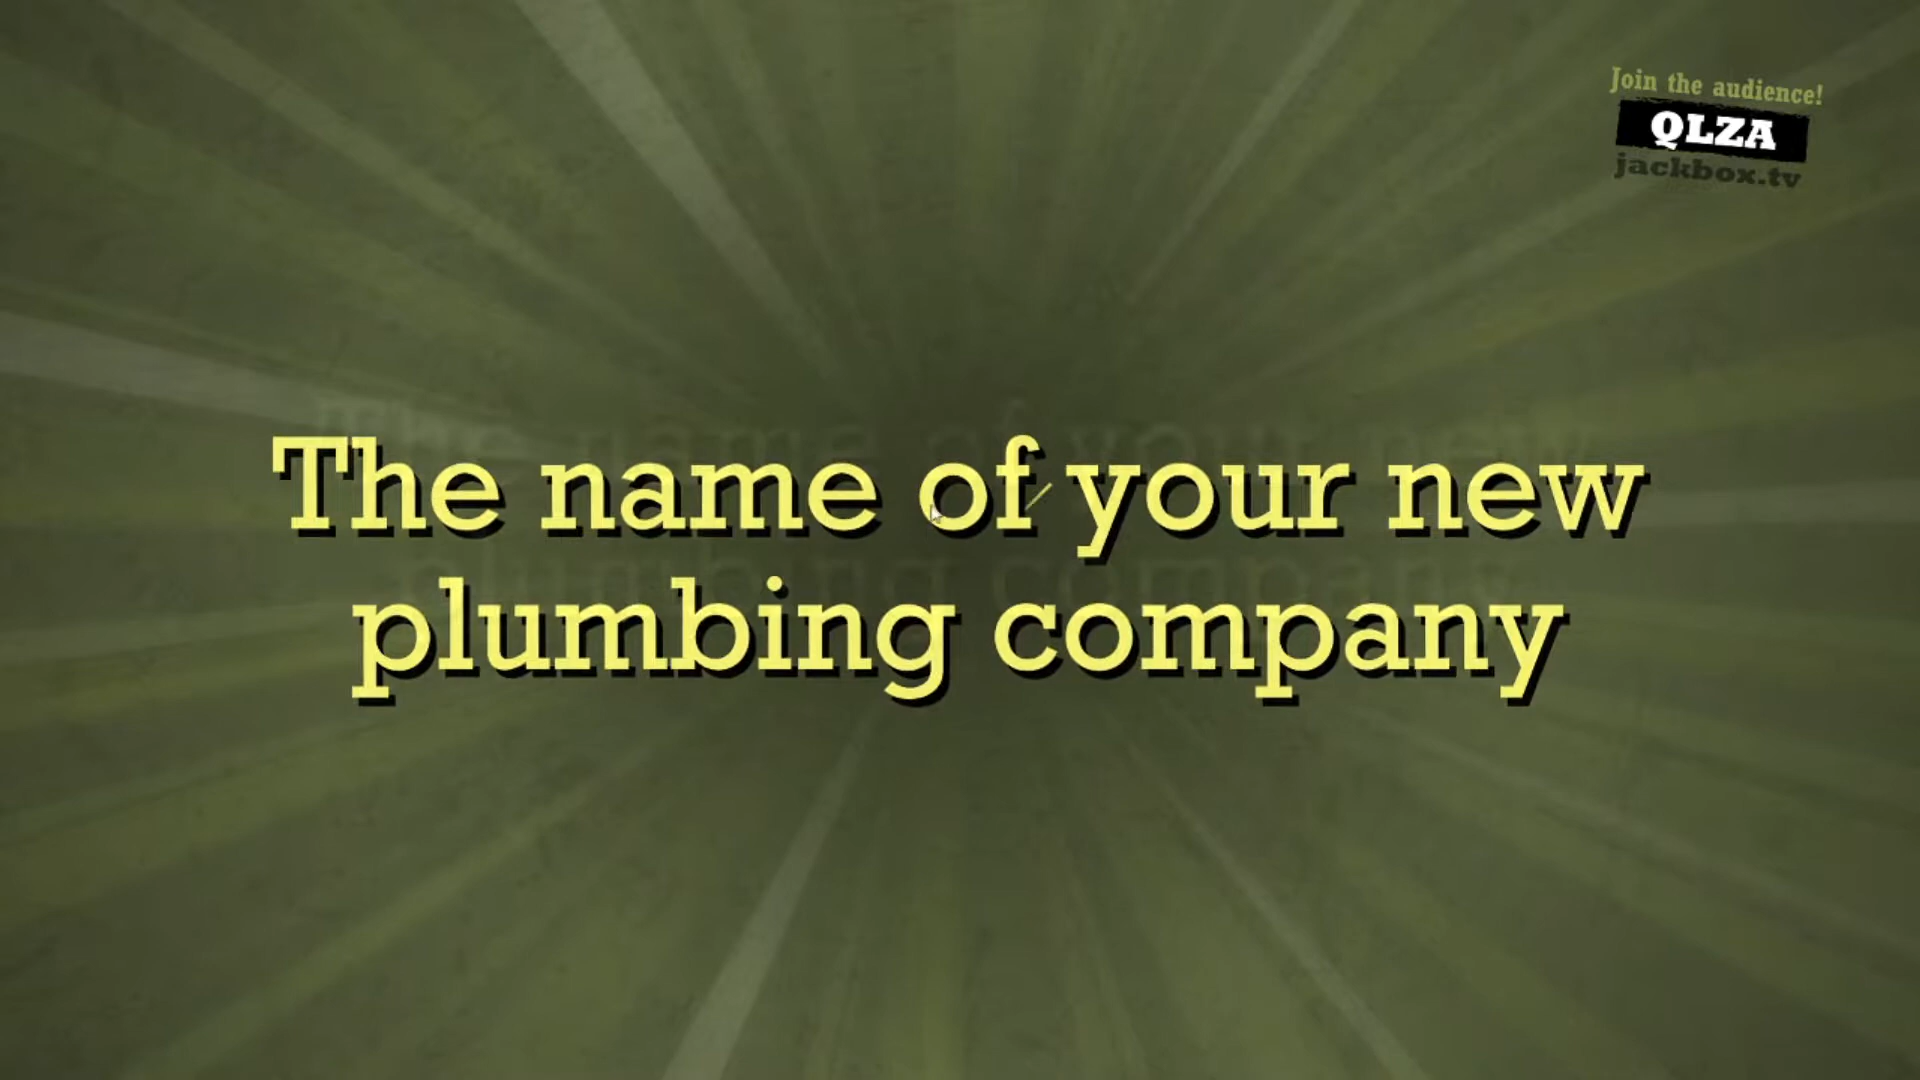 Join the audience!
QLZA
jackbox.tv
The name of your new
plumbing company